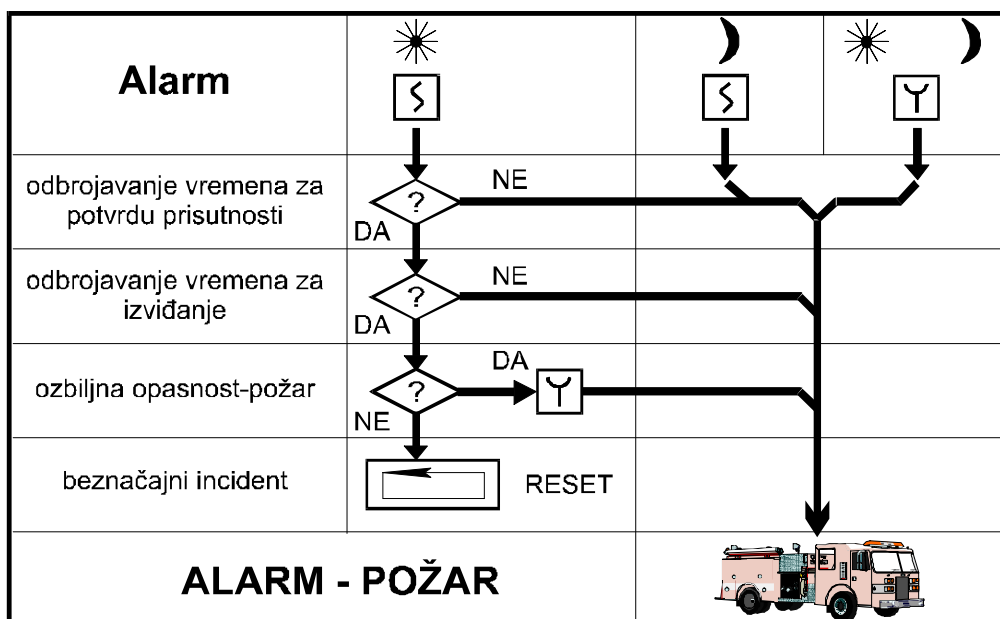 Alarm
odbrojavanje vremena za
potvrdu prisutnosti
?
NE
DA
odbrojavanje vremena za
izviđanje
?
NE
DA
ozbiljna opasnost-požar
?
DA
NE
beznačajni incident
RESET
ALARM - POŽAR